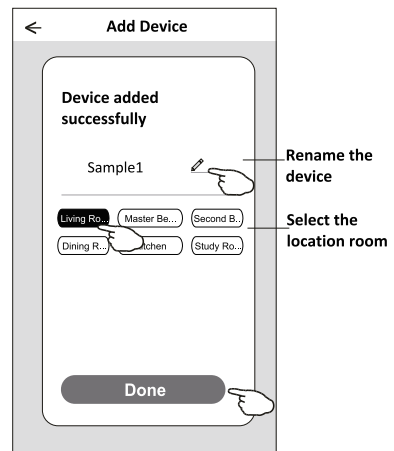 Add Device
Device added
successfully
Sample1
Rename the
device
Living Ro...
Master Be...
Second B..
Select the
location room
Dining R...
Study Ro..
Done